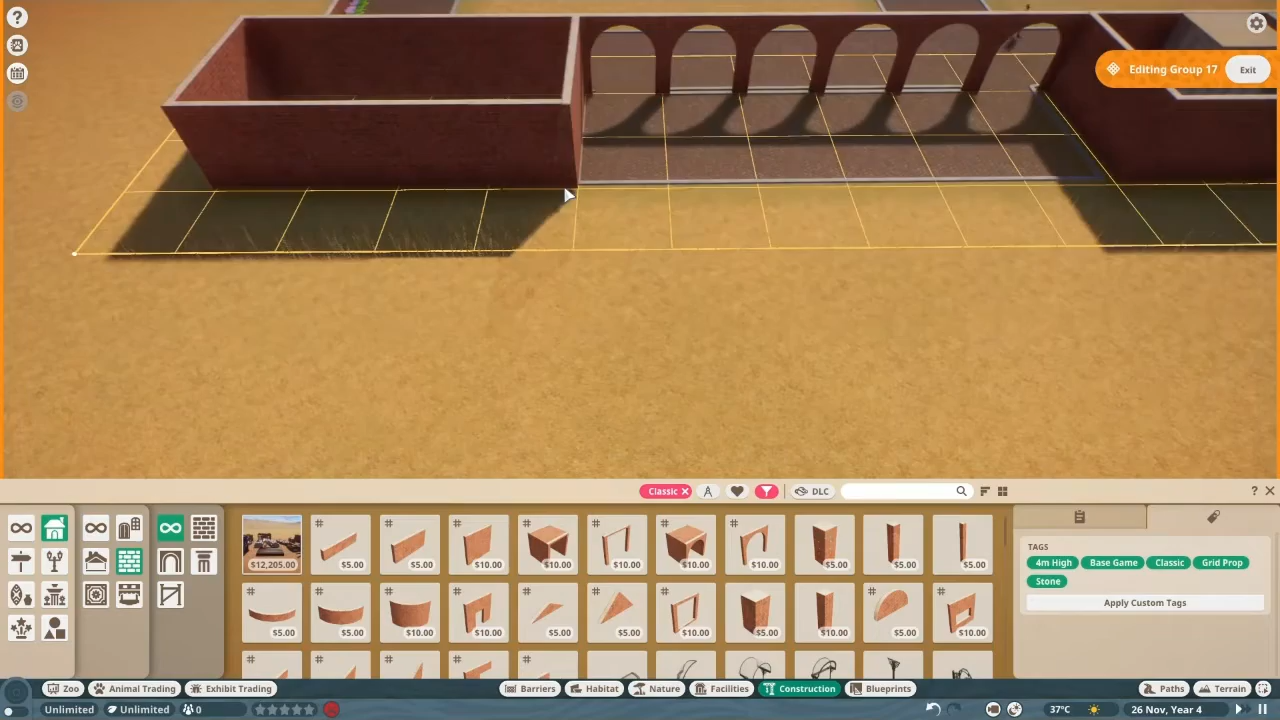 ?
Editing Group 17
Exit
Classic ×
DLC
? ×
$12,205.00
$5.00
$5.00
$10.00
$10.00
$10.00
$10.00
$10.00
$5.00
$5.00
$5.00
$5.00
$5.00
$10.00
$10.00
$5.00
$5.00
$10.00
$5.00
$10.00
$5.00
$10.00
TAGS
4m High
Base Game
Classic
Grid Prop
Stone
Apply Custom Tags
Zoo
Animal Trading
Exhibit Trading
Barriers
Habitat
Nature
Facilities
Construction
Blueprints
Paths
Terrain
Unlimited
Unlimited
0
37°C
26 Nov, Year 4